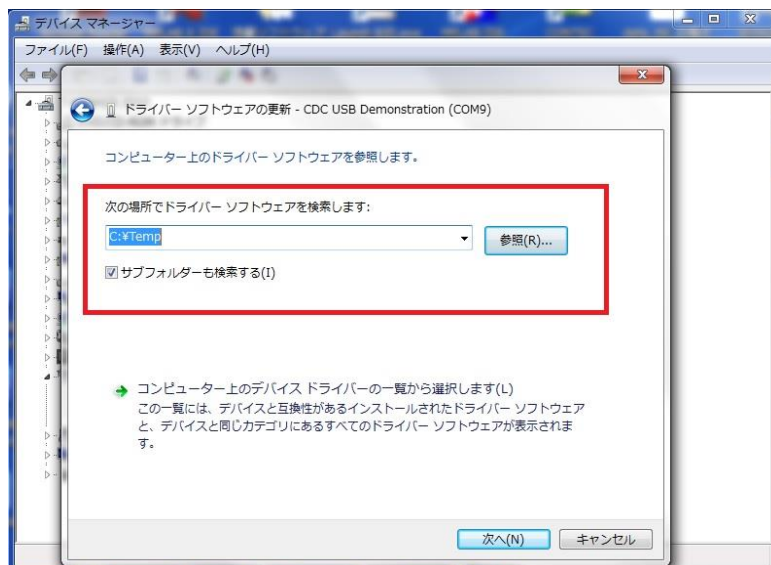 デバイス マネージャー
ファイル(F) 操作(A) 表示(V) ヘルプ(H)
ドライバー ソフトウェアの更新 - CDC USB Demonstration (COM9)
コンピューター上のドライバー ソフトウェアを参照します。
次の場所でドライバー ソフトウェアを検索します:
C:¥Temp
参照(R)...
サブフォルダーも検索する(I)
コンピューター上のデバイス ドライバーの一覧から選択します(L)
この一覧には、デバイスと互換性があるインストールされたドライバー ソフトウェア
と、デバイスと同じカテゴリにあるすべてのドライバー ソフトウェアが表示されま
す。
次へ(N) キャンセル